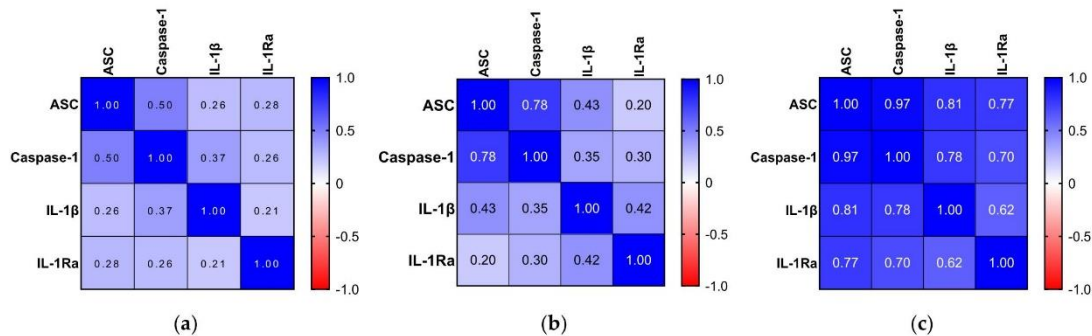 ASC Caspase-1 IL-1β IL-1Ra
ASC 1.00 0.50 0.26 0.28
Caspase-1 0.50 1.00 0.37 0.26
IL-1β 0.26 0.37 1.00 0.21
IL-1Ra 0.28 0.26 0.21 1.00
1.0
0.5
0
-0.5
-1.0
(a)
ASC Caspase-1 IL-1β IL-1Ra
ASC 1.00 0.78 0.43 0.20
Caspase-1 0.78 1.00 0.35 0.30
IL-1β 0.43 0.35 1.00 0.42
IL-1Ra 0.20 0.30 0.42 1.00
1.0
0.5
0
-0.5
-1.0
(b)
ASC Caspase-1 IL-1β IL-1Ra
ASC 1.00 0.97 0.81 0.77
Caspase-1 0.97 1.00 0.78 0.70
IL-1β 0.81 0.78 1.00 0.62
IL-1Ra 0.77 0.70 0.62 1.00
1.0
0.5
0
-0.5
-1.0
(c)